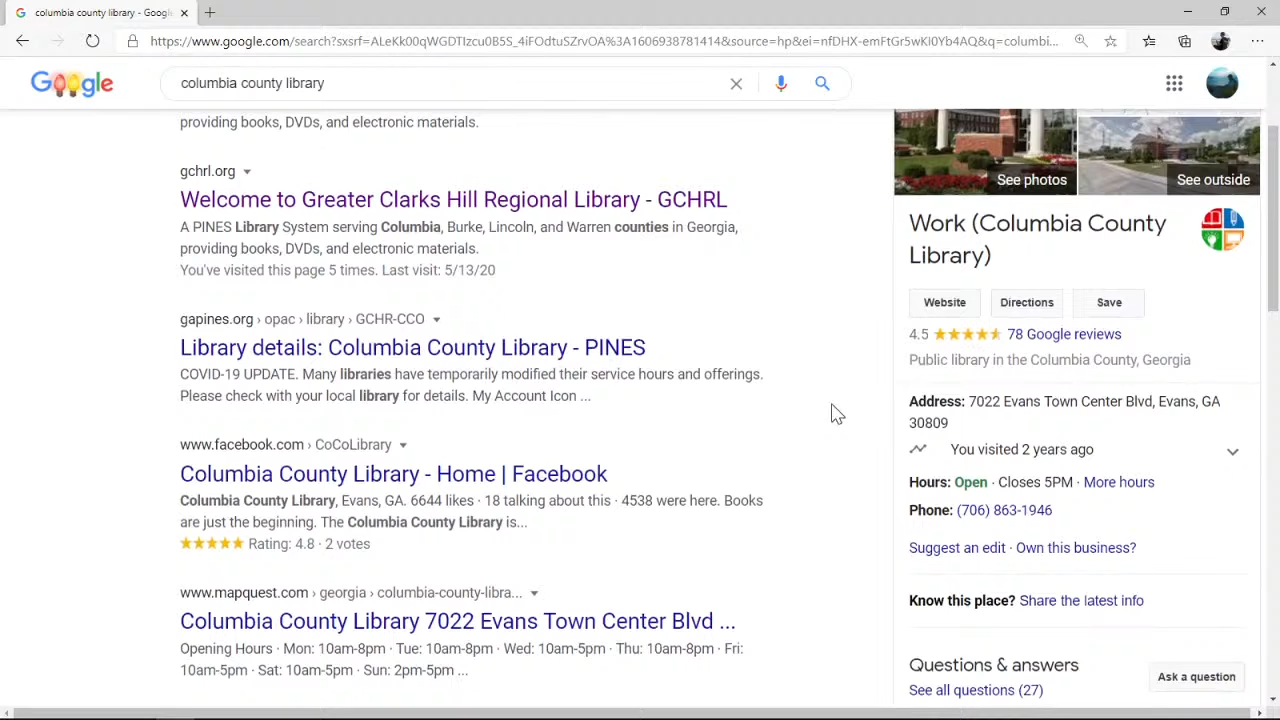 columbia county library - Googl
https://www.google.com/search?sxsrf=ALeKk00qWGDTIzcu0B5S_4iFOdtuSZrvOA%3A1606938781414&source=hp&ei=nfDHX-emFtGr5wKI0Yb4AQ&q=columbi...
Google
columbia county library
providing books, DVDs, and electronic materials.
gchrl.org
Welcome to Greater Clarks Hill Regional Library - GCHRL
A PINES Library System serving Columbia, Burke, Lincoln, and Warren counties in Georgia,
providing books, DVDs, and electronic materials.
You've visited this page 5 times. Last visit: 5/13/20
gapines.org › opac › library › GCHR-CCO
Library details: Columbia County Library - PINES
COVID-19 UPDATE. Many libraries have temporarily modified their service hours and offerings.
Please check with your local library for details. My Account Icon ...
www.facebook.com › CoCoLibrary
Columbia County Library - Home | Facebook
Columbia County Library, Evans, GA. 6644 likes · 18 talking about this · 4538 were here. Books
are just the beginning. The Columbia County Library is...
Rating: 4.8 · 2 votes
www.mapquest.com › georgia › columbia-county-libra...
Columbia County Library 7022 Evans Town Center Blvd ...
Opening Hours · Mon: 10am-8pm · Tue: 10am-8pm · Wed: 10am-5pm · Thu: 10am-8pm · Fri:
10am-5pm · Sat: 10am-5pm · Sun: 2pm-5pm ...
See photos
See outside
Work (Columbia County
Library)
Website
Directions
Save
4.5
78 Google reviews
Public library in the Columbia County, Georgia
Address: 7022 Evans Town Center Blvd, Evans, GA
30809
You visited 2 years ago
Hours: Open · Closes 5PM · More hours
Phone: (706) 863-1946
Suggest an edit · Own this business?
Know this place? Share the latest info
Questions & answers
See all questions (27)
Ask a question